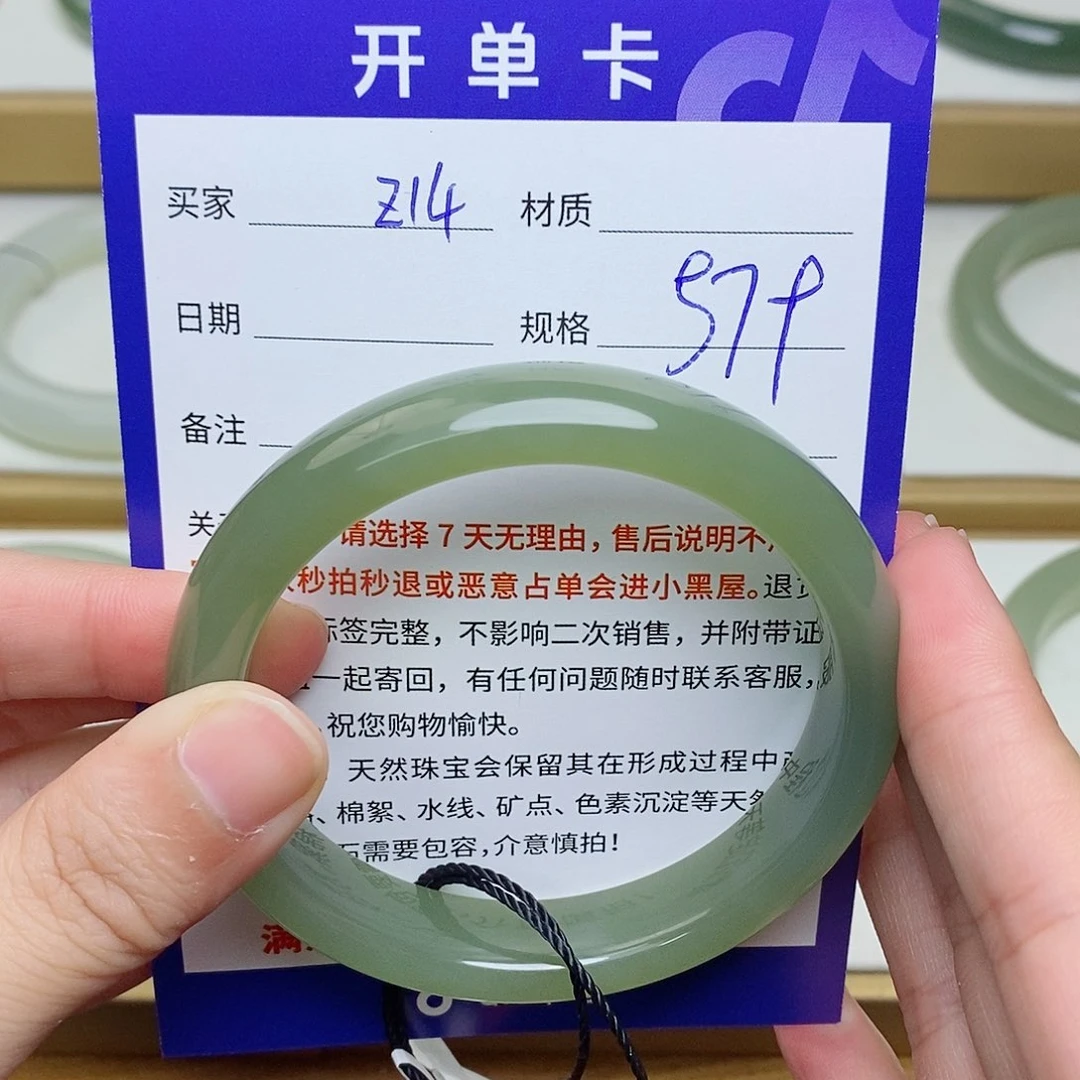 开单卡
买家 Z14 材质
日期 规格 57
备注
关
请选择7天无理由，售后说明不
秒拍秒退或恶意占单会进小黑屋。退
标签完整，不影响二次销售，并附带证
一起寄回，有任何问题随时联系客服，
祝您购物愉快。
天然珠宝会保留其在形成过程中
、棉絮、水线、矿点、色素沉淀等天然
石需要包容，介意慎拍！
满